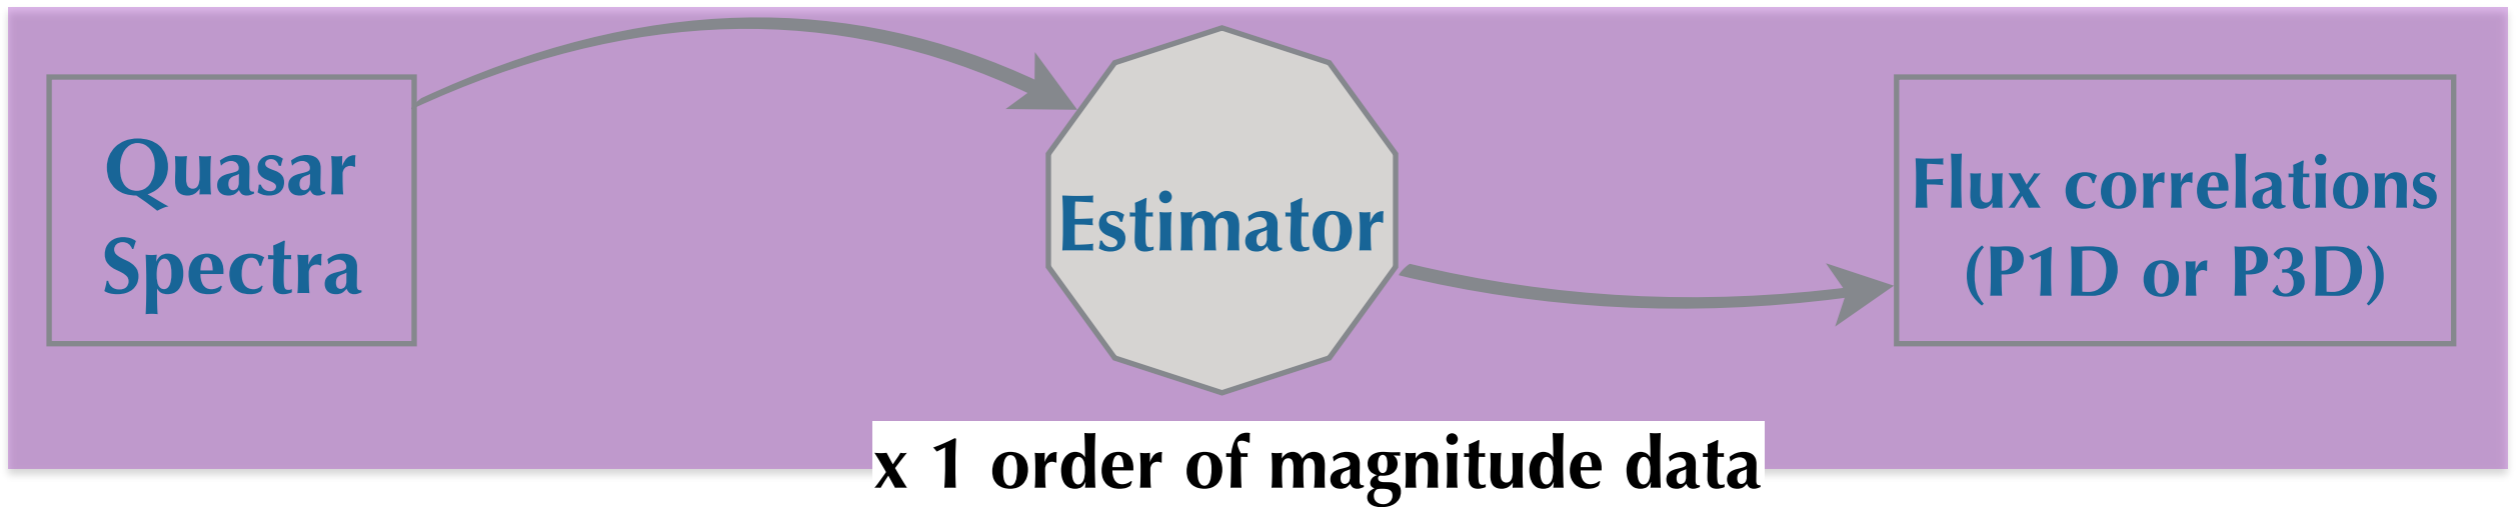 Quasar
Spectra
Estimator
Flux correlations
(P1D or P3D)
x 1 order of magnitude data